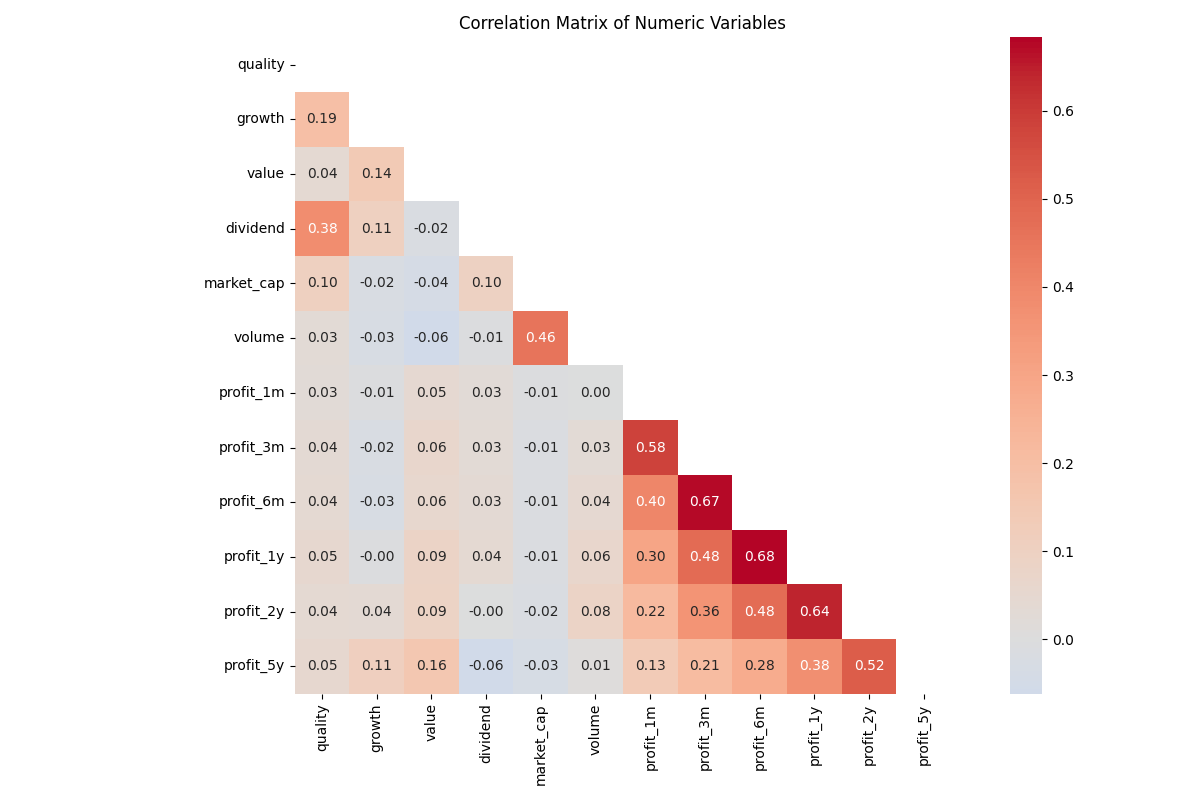 Correlation Matrix of Numeric Variables
quality
growth 0.19
value 0.04 0.14
dividend 0.38 0.11 -0.02
market_cap 0.10 -0.02 -0.04 0.10
volume 0.03 -0.03 -0.06 -0.01 0.46
profit_1m 0.03 -0.01 0.05 0.03 -0.01 0.00
profit_3m 0.04 -0.02 0.06 0.03 -0.01 0.03 0.58
profit_6m 0.04 -0.03 0.06 0.03 -0.01 0.04 0.40 0.67
profit_1y 0.05 -0.00 0.09 0.04 -0.01 0.06 0.30 0.48 0.68
profit_2y 0.04 0.04 0.09 -0.00 -0.02 0.08 0.22 0.36 0.48 0.64
profit_5y 0.05 0.11 0.16 -0.06 -0.03 0.01 0.13 0.21 0.28 0.38 0.52
quality growth value dividend market_cap volume profit_1m profit_3m profit_6m profit_1y profit_2y profit_5y
0.6
0.5
0.4
0.3
0.2
0.1
0.0